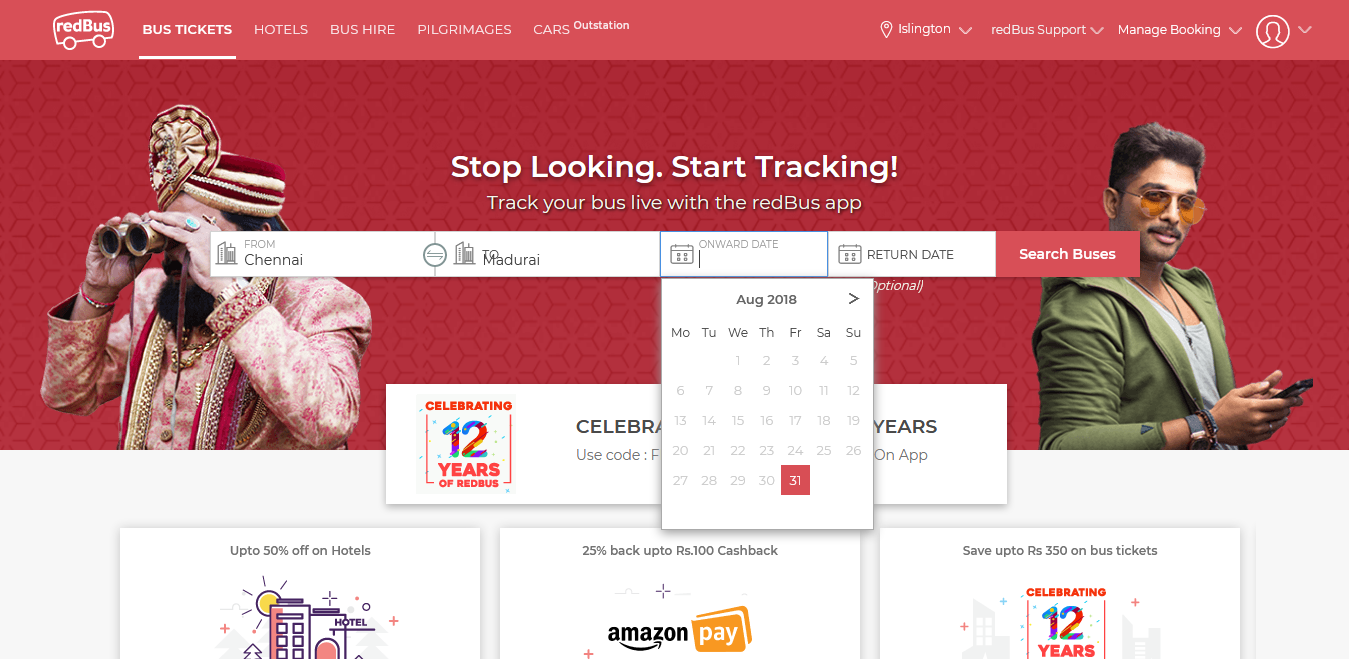 redBus
BUS TICKETS HOTELS BUS HIRE PILGRIMAGES CARS Outstation
Islington redBus Support Manage Booking
Stop Looking. Start Tracking!
Track your bus live with the redBus app
FROM
Chennai
TO
Madurai
ONWARD DATE
RETURN DATE
Search Buses
Optional)
Aug 2018 >
Mo Tu We Th Fr Sa Su
1 2 3 4 5
6 7 8 9 10 11 12
13 14 15 16 17 18 19
20 21 22 23 24 25 26
27 28 29 30 31
CELEBRATING
12
YEARS
OF REDBUS
CELEBRA YEARS
Use code : F On App
Upto 50% off on Hotels
HOTEL
25% back upto Rs.100 Cashback
amazon pay
Save upto Rs 350 on bus tickets
CELEBRATING
12
YEARS